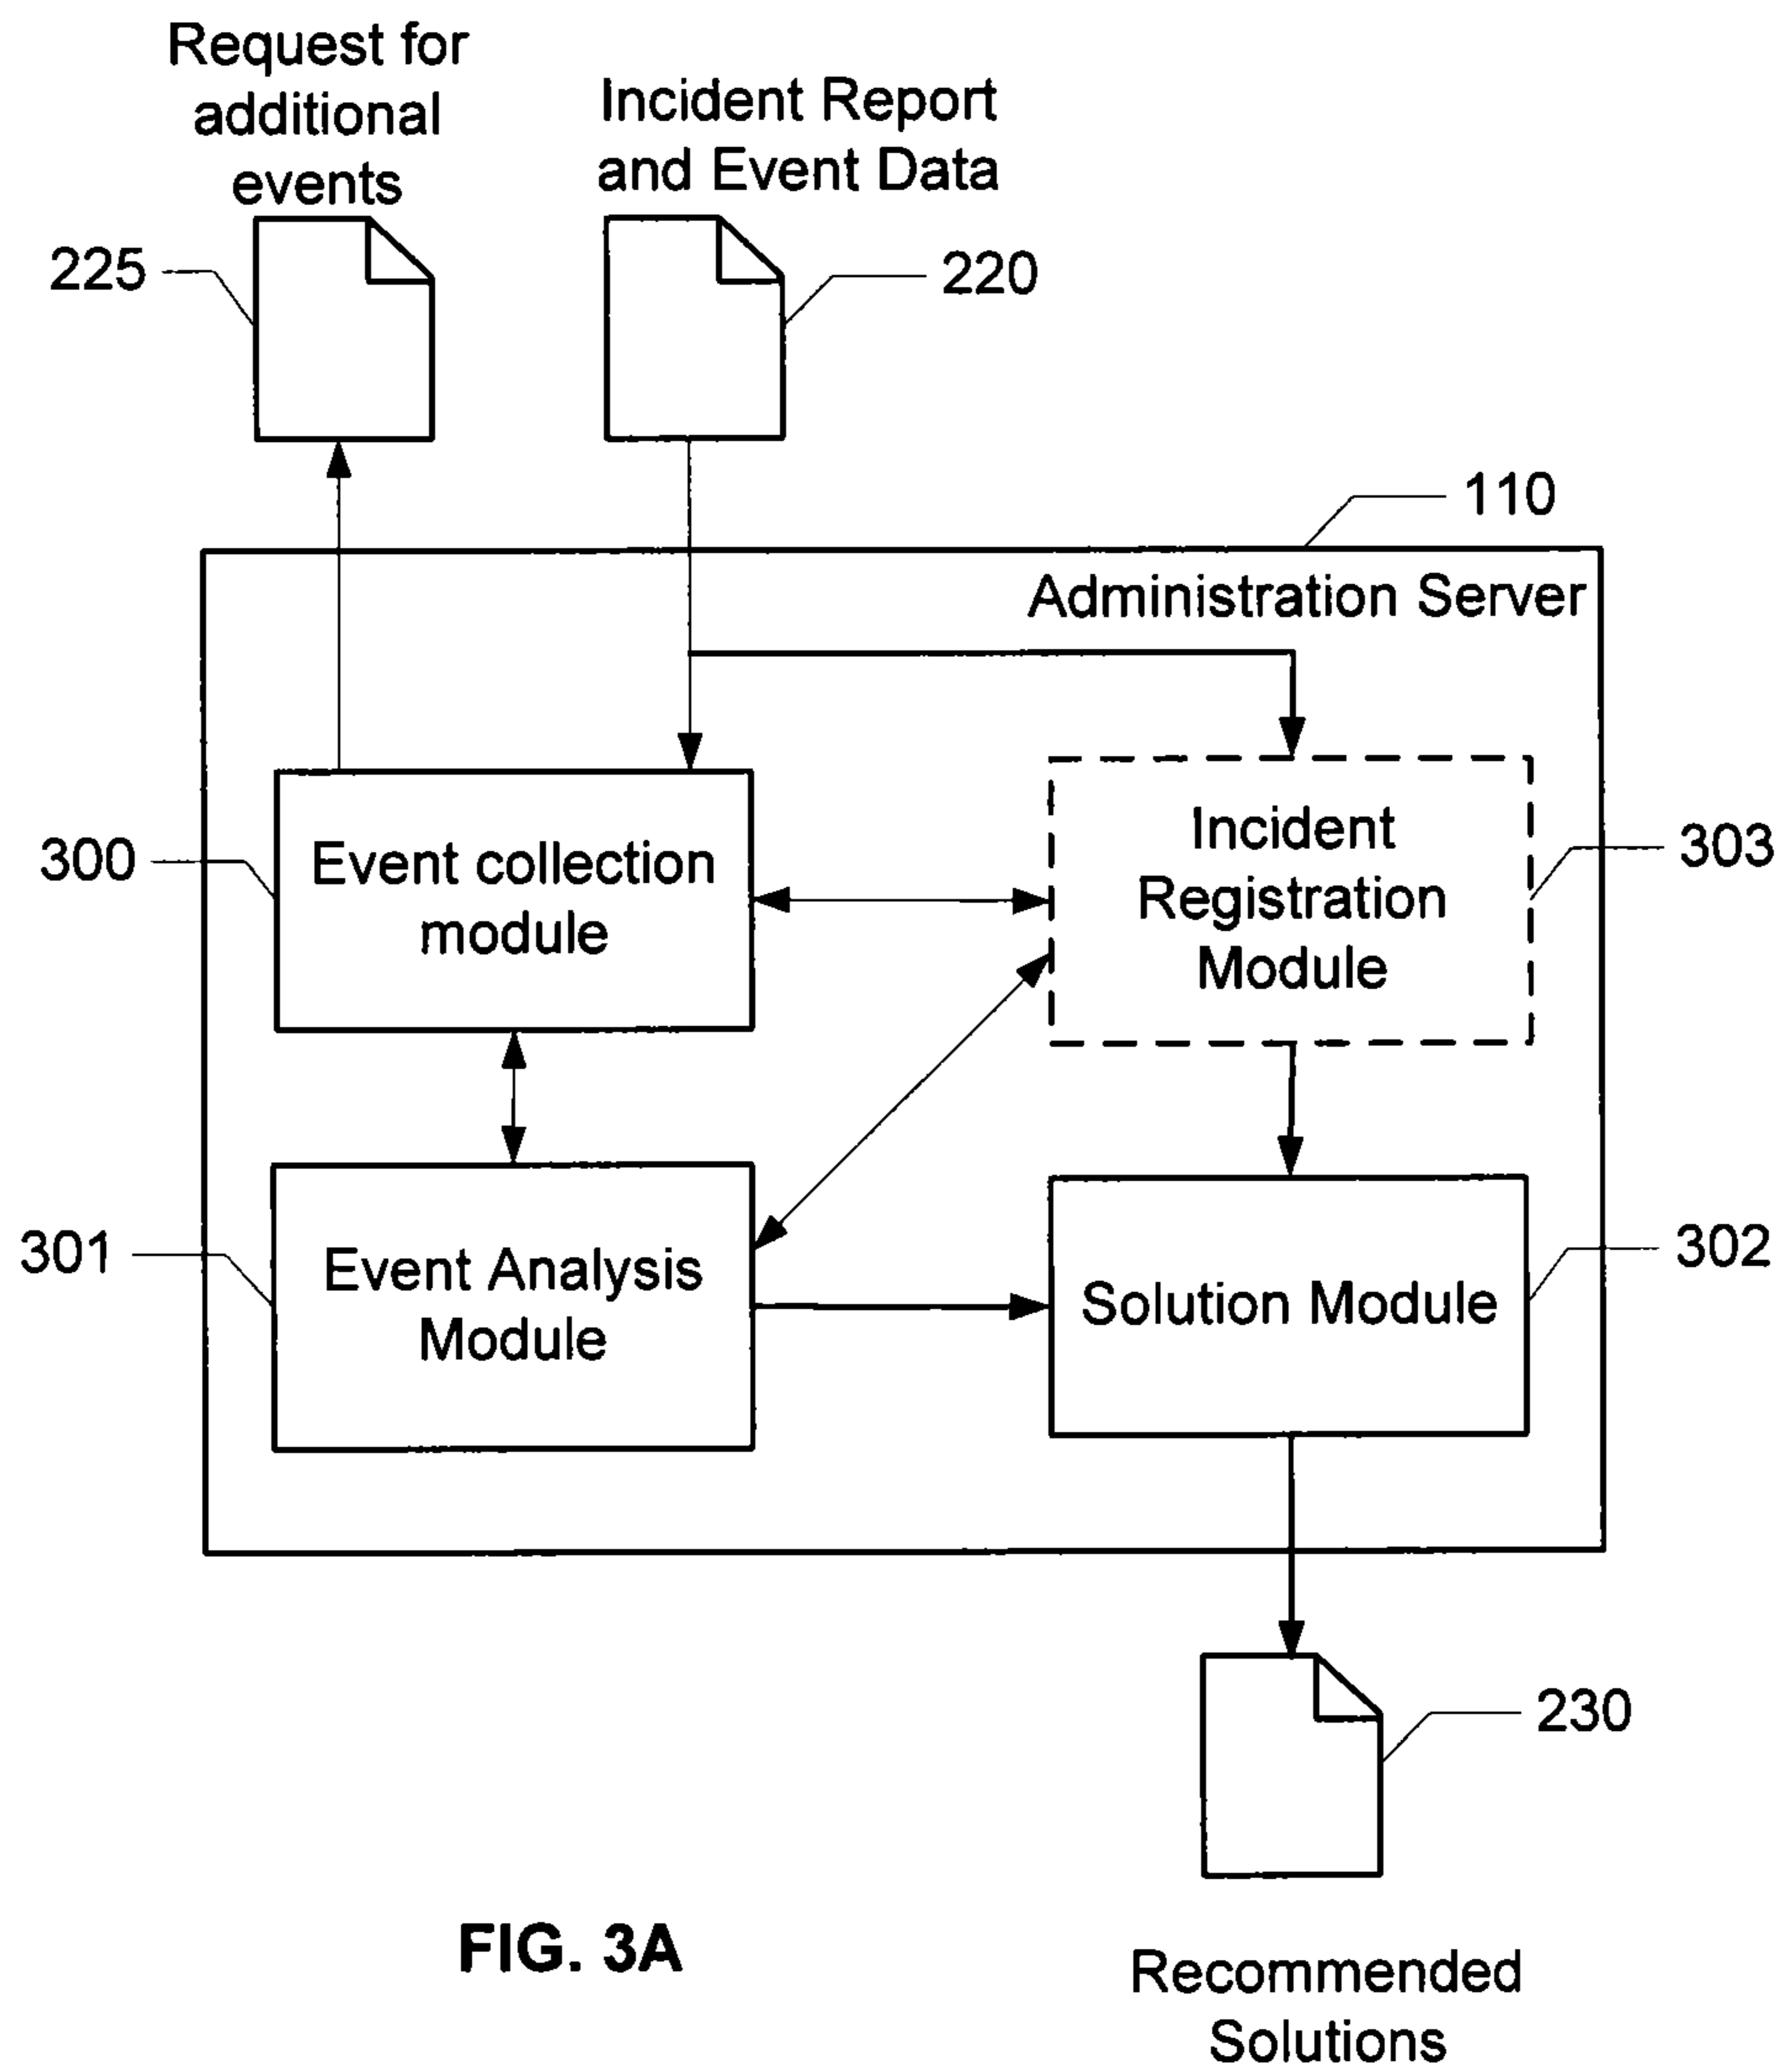 Request for
additional
events
Incident Report
and Event Data
225
220
110
Administration Server
300
Event collection
module
Incident
Registration
Module
303
301
Event Analysis
Module
Solution Module
302
230
FIG. 3A
Recommended
Solutions